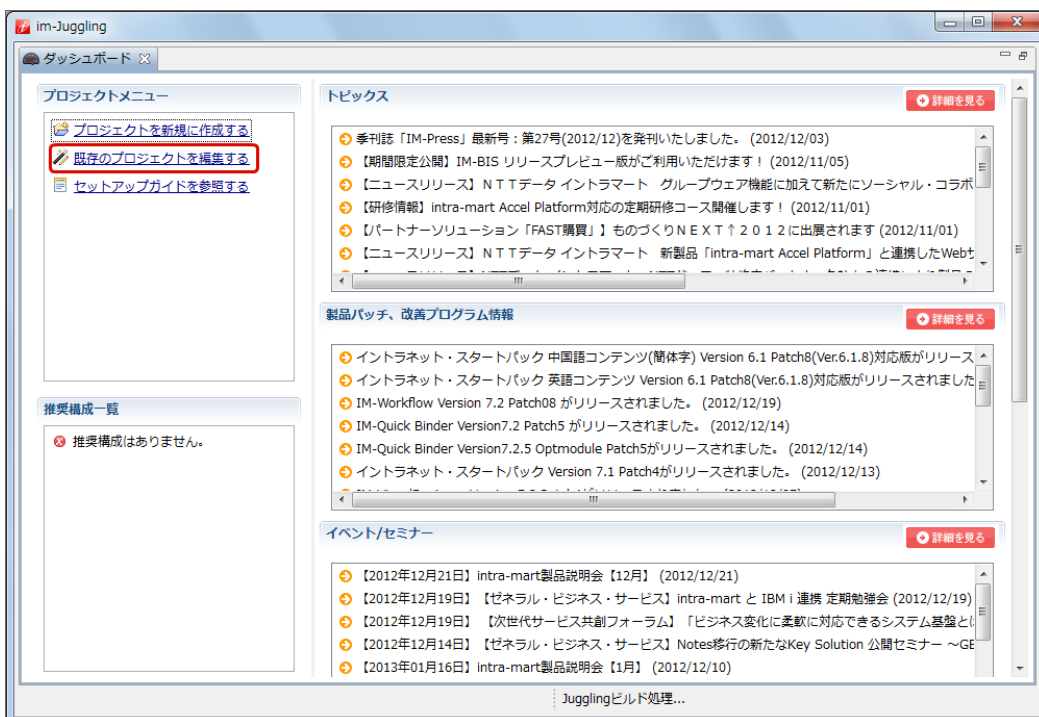 im-Juggling
ダッシュボード
プロジェクトメニュー
プロジェクトを新規に作成する
既存のプロジェクトを編集する
セットアップガイドを参照する
推奨構成一覧
推奨構成はありません。
トピックス
詳細を見る
季刊誌「IM-Press」最新号:第27号(2012/12)を発刊いたしました。 (2012/12/03)
【期間限定公開】IM-BIS リリースプレビュー版がご利用いただけます! (2012/11/05)
【ニュースリリース】NTTデータ イントラマート グループウェア機能に加えて新たにソーシャル・コラボ
【研修情報】intra-mart Accel Platform対応の定期研修コース開催します! (2012/11/01)
【パートナーソリューション「FAST購買」】ものづくりNEXT↑2012に出展されます (2012/11/01)
【ニュースリリース】NTTデータ イントラマート 新製品「intra-mart Accel Platform」と連携したWebサ
製品パッチ、改善プログラム情報
詳細を見る
イントラネット・スタートパック 中国語コンテンツ(簡体字) Version 6.1 Patch8(Ver.6.1.8)対応版がリリース
イントラネット・スタートパック 英語コンテンツ Version 6.1 Patch8(Ver.6.1.8)対応版がリリースされました
IM-Workflow Version 7.2 Patch08 がリリースされました。 (2012/12/19)
IM-Quick Binder Version7.2 Patch5 がリリースされました。 (2012/12/14)
IM-Quick Binder Version7.2.5 Optmodule Patch5がリリースされました。 (2012/12/14)
イントラネット・スタートパック Version 7.1 Patch4がリリースされました。 (2012/12/13)
イベント/セミナー
詳細を見る
【2012年12月21日】intra-mart製品説明会【12月】 (2012/12/21)
【2012年12月19日】【ゼネラル・ビジネス・サービス】intra-mart と IBM i 連携 定期勉強会 (2012/12/19)
【2012年12月19日】 【次世代サービス共創フォーラム】「ビジネス変化に柔軟に対応できるシステム基盤とは
【2012年12月14日】【ゼネラル・ビジネス・サービス】Notes移行の新たなKey Solution 公開セミナー ～GE
【2013年01月16日】intra-mart製品説明会【1月】 (2012/12/10)
Jugglingビルド処理...